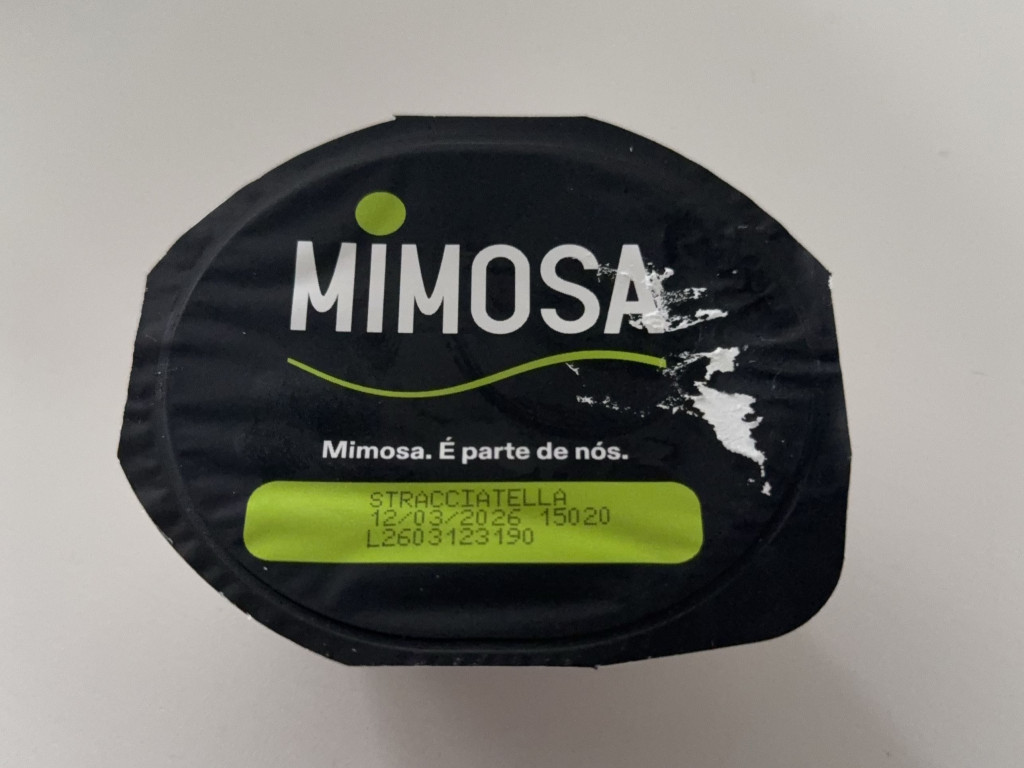 MIMOSA
Mimosa. É parte de nós.
STRACCIATELLA
12/03/2026 15020
L2603123190